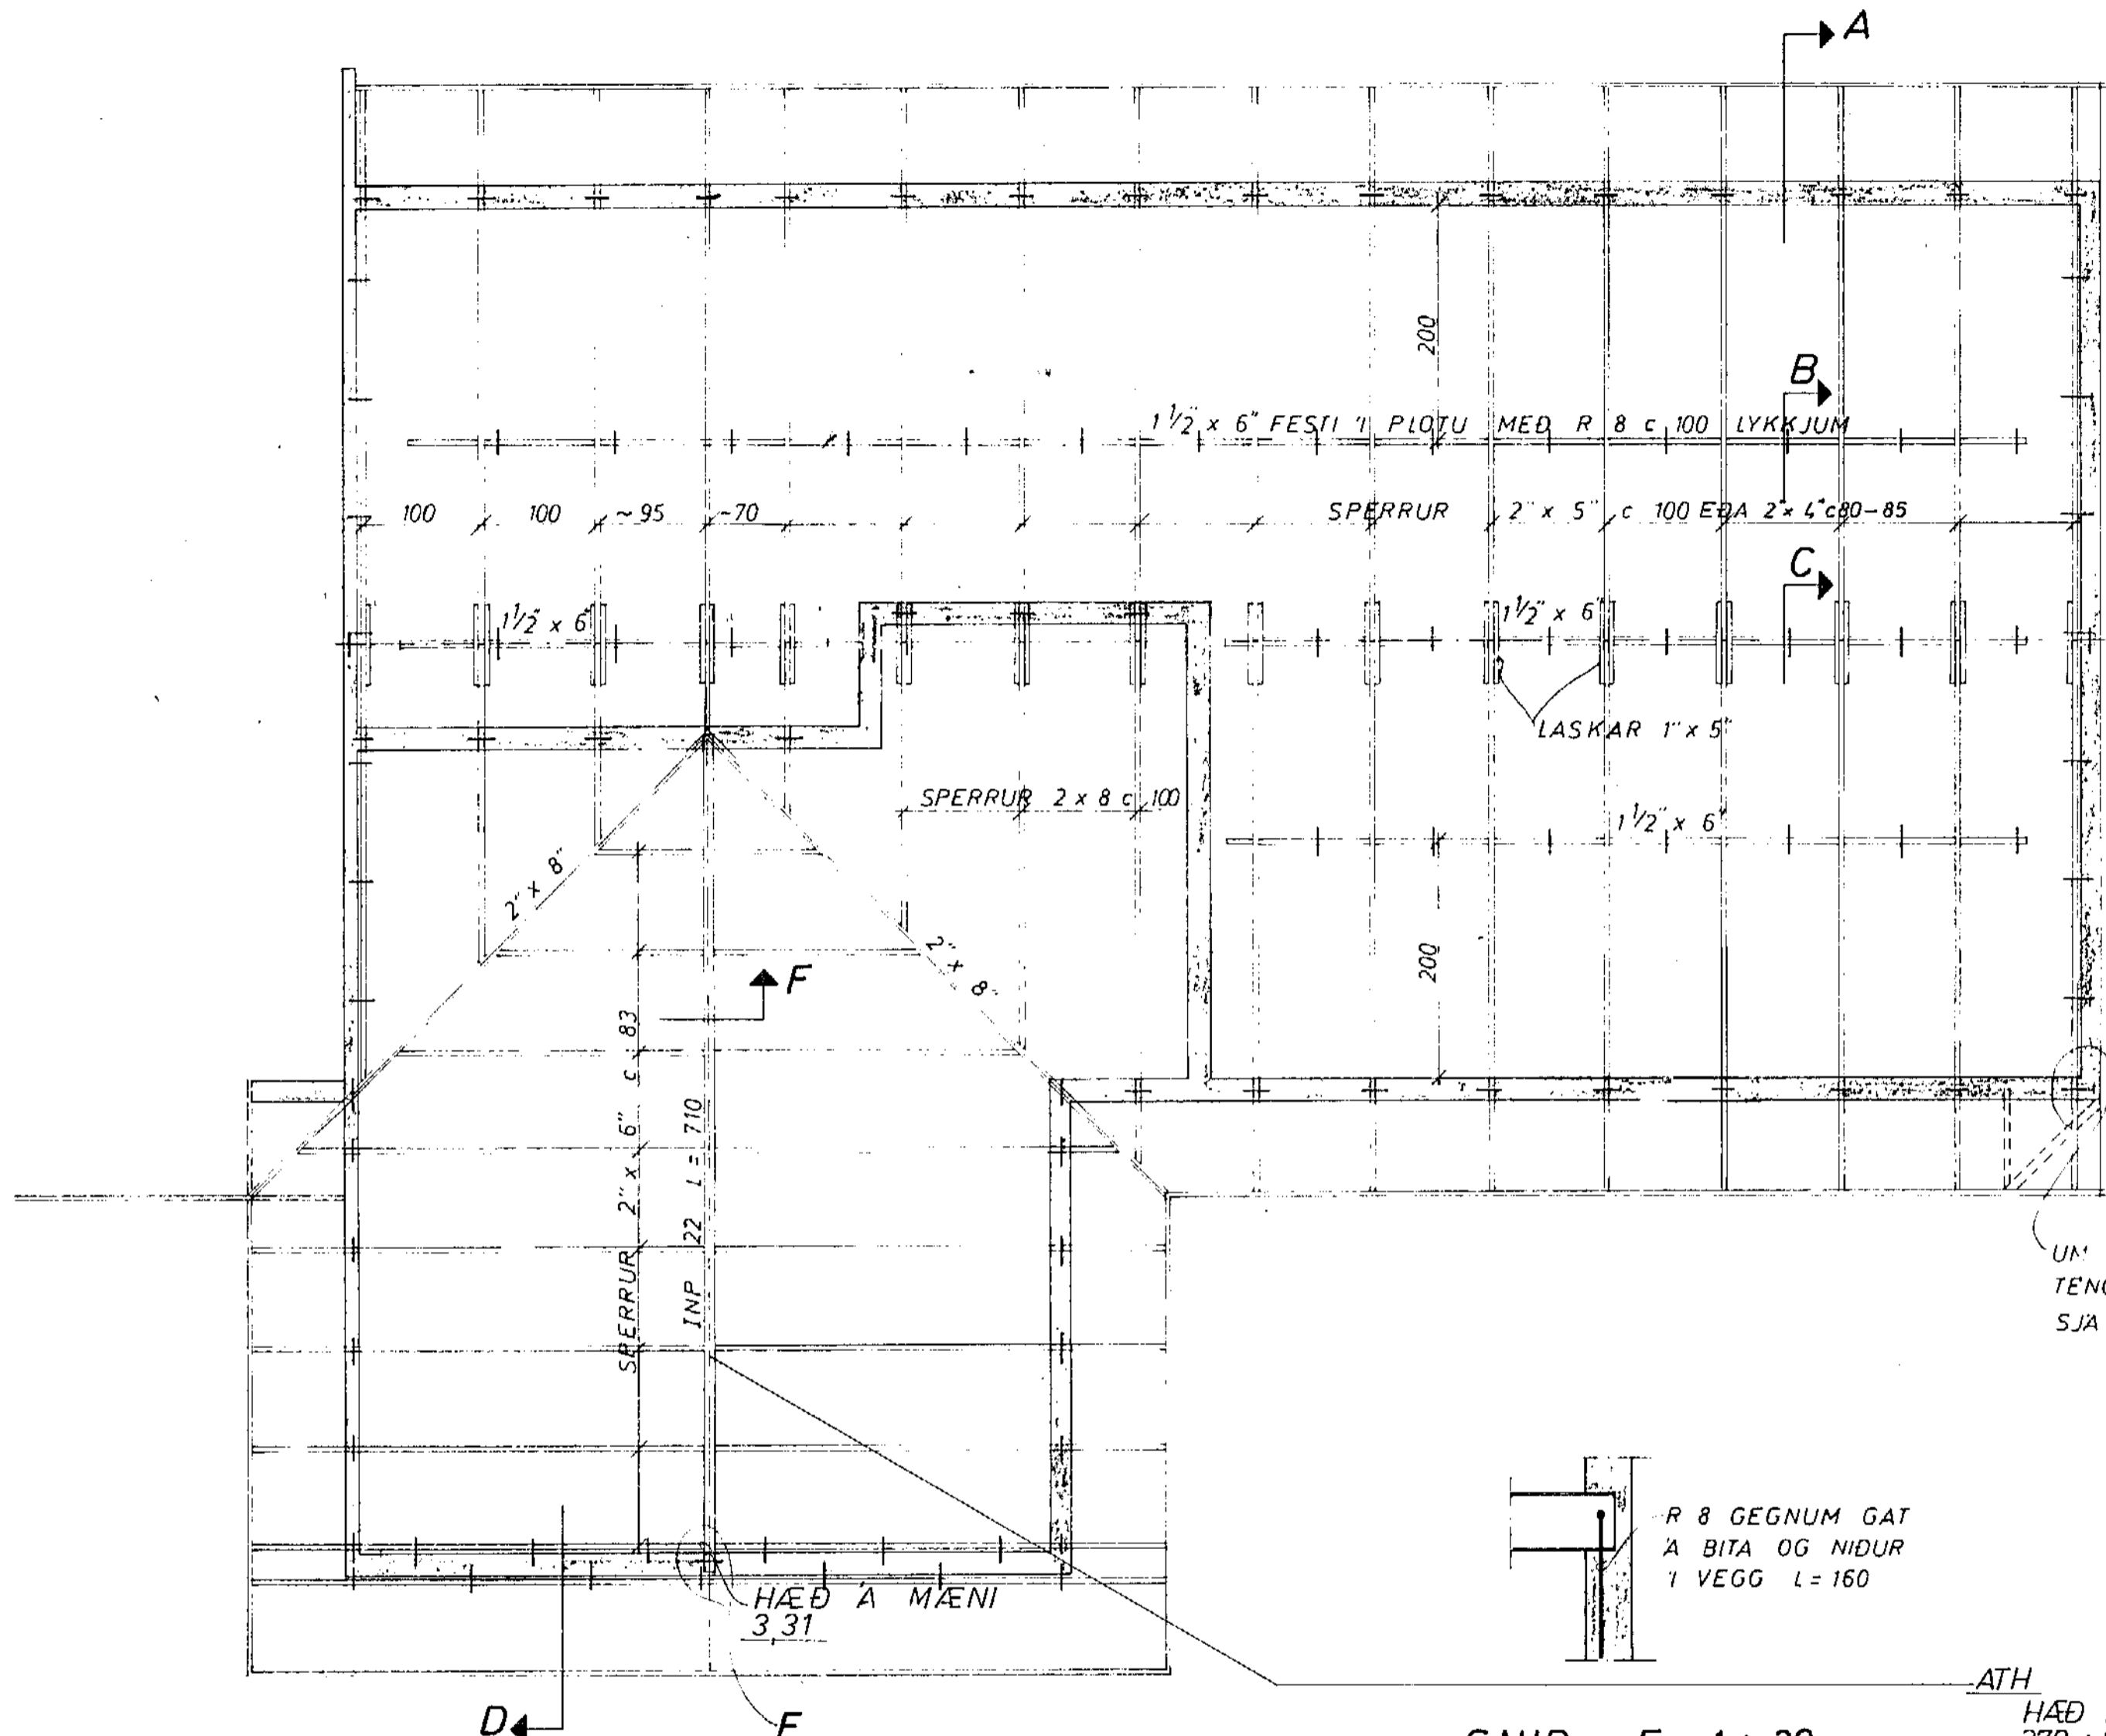 A
200
B
1 1/2" x 6" FESTI Í PLÖTU MEÐ R 8 c 100 LYKKJUM
100 100 ~95 ~70
SPERRUR 2" x 5" c 100 EÐA 2"x 4"c80-85
C
1 1/2" x 6"
1 1/2" x 6"
LASKAR 1" x 5"
SPERRUR 2 x 8 c 100
1 1/2" x 6"
2" x 8"
2" x 8"
200
F
SPERRUR 2" x 6" c 83
INP 22 L = 710
UM
SJÁ
R 8 GEGNUM GAT
Á BITA OG NIÐUR
Í VEGG L = 160
HÆÐ Á MÆNI
3,31
ATH
HÆÐ
D